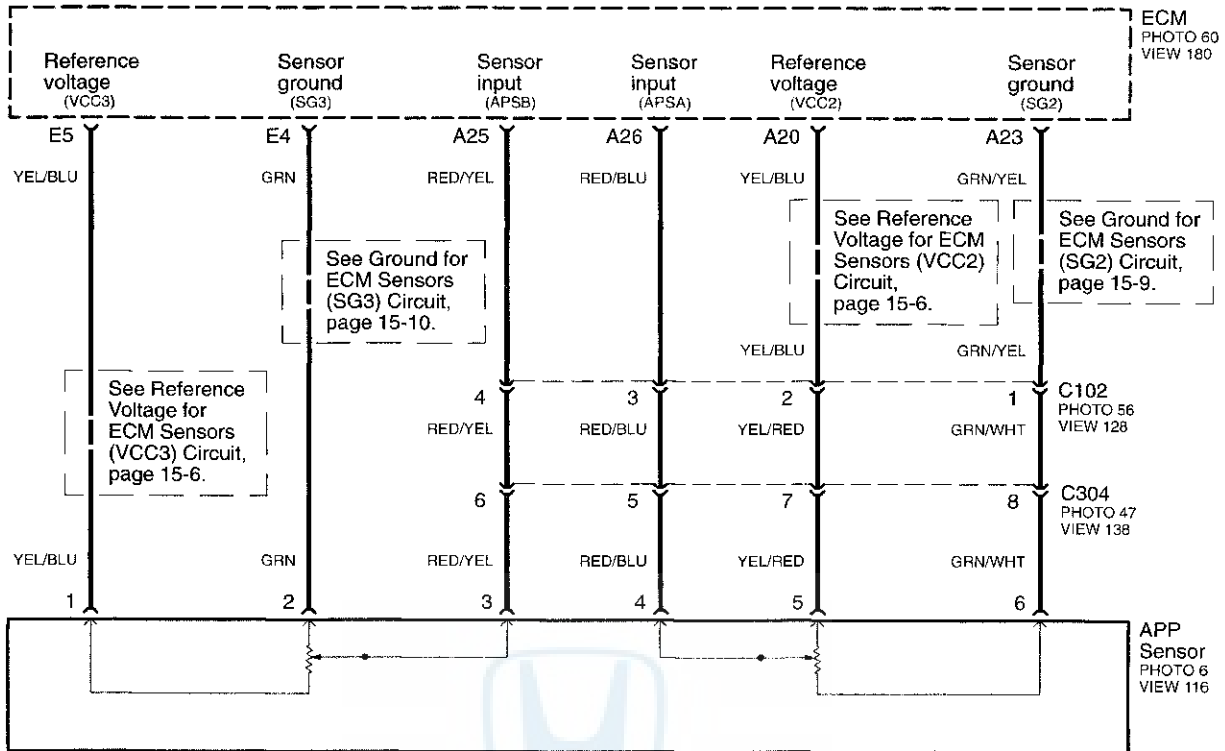 ECM
PHOTO 60
VIEW 180
Reference
voltage
(VCC3)
Sensor
ground
(SG3)
Sensor
input
(APSB)
Sensor
input
(APSA)
Reference
voltage
(VCC2)
Sensor
ground
(SG2)
E5
E4
A25
A26
A20
A23
YEL/BLU
GRN
RED/YEL
RED/BLU
YEL/BLU
GRN/YEL
See Ground for
ECM Sensors
(SG3) Circuit,
page 15-10.
See Reference
Voltage for ECM
Sensors (VCC2)
Circuit,
page 15-6.
See Ground for
ECM Sensors
(SG2) Circuit,
page 15-9.
YEL/BLU
GRN/YEL
See Reference
Voltage for
ECM Sensors
(VCC3) Circuit,
page 15-6.
4
3
2
1
C102
PHOTO 56
VIEW 128
RED/YEL
RED/BLU
YEL/RED
GRN/WHT
6
5
7
8
C304
PHOTO 47
VIEW 138
YEL/BLU
GRN
RED/YEL
RED/BLU
YEL/RED
GRN/WHT
1
2
3
4
5
6
APP
Sensor
PHOTO 6
VIEW 116